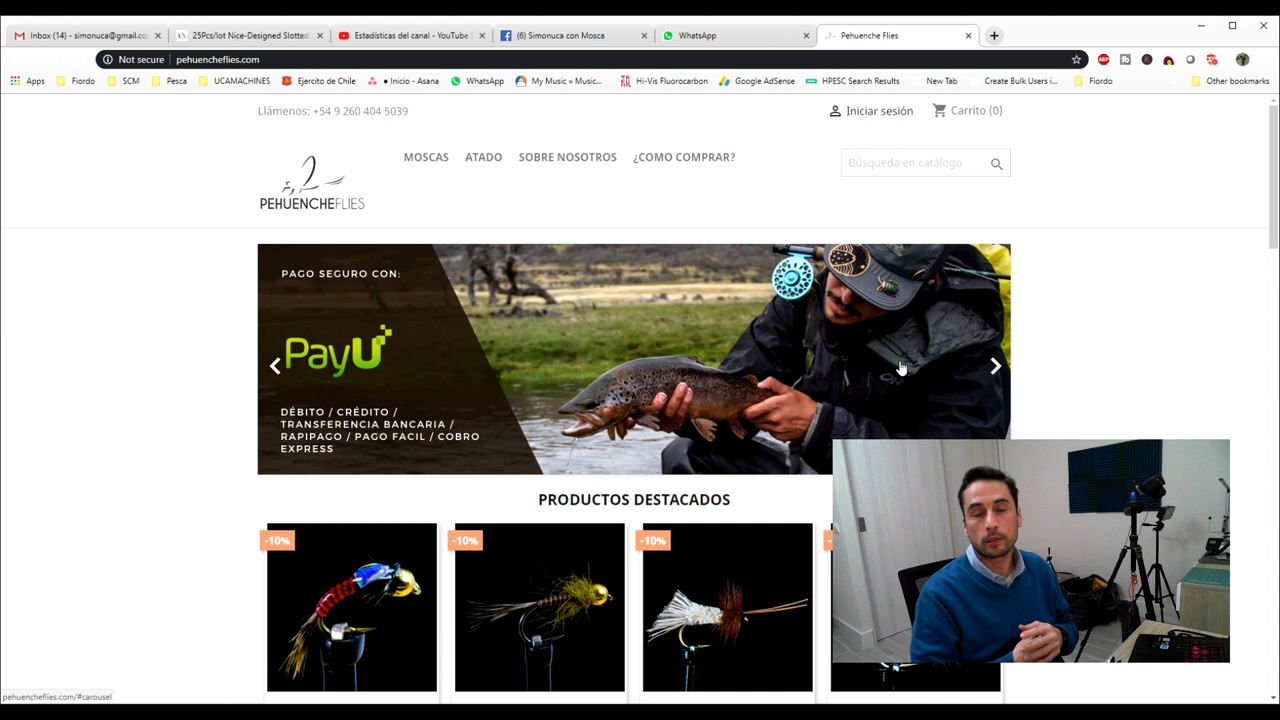 Inbox (14) - simonuca@gmail.co
25Pcs/lot Nice-Designed Slotted
Estadísticas del canal - YouTube S
(6) Simonuca con Mosca
WhatsApp
Pehuenche Flies
Not secure
pehuencheflies.com
Apps
Fiordo
SCM
Pesca
UCAMACHINES
Ejercito de Chile
• Inicio - Asana
WhatsApp
My Music » Music...
Hi-Vis Fluorocarbon
Google AdSense
HPESC Search Results
New Tab
Create Bulk Users i...
Fiordo
Other bookmarks
Llámenos: +54 9 260 404 5039
Iniciar sesión
Carrito (0)
MOSCAS
ATADO
SOBRE NOSOTROS
¿COMO COMPRAR?
Búsqueda en catálogo
PEHUENCHEFLIES
PAGO SEGURO CON:
PayU
DÉBITO / CRÉDITO /
TRANSFERENCIA BANCARIA /
RAPIPAGO / PAGO FACIL / COBRO
EXPRESS
PRODUCTOS DESTACADOS
-10%
-10%
-10%
pehuencheflies.com/#carousel